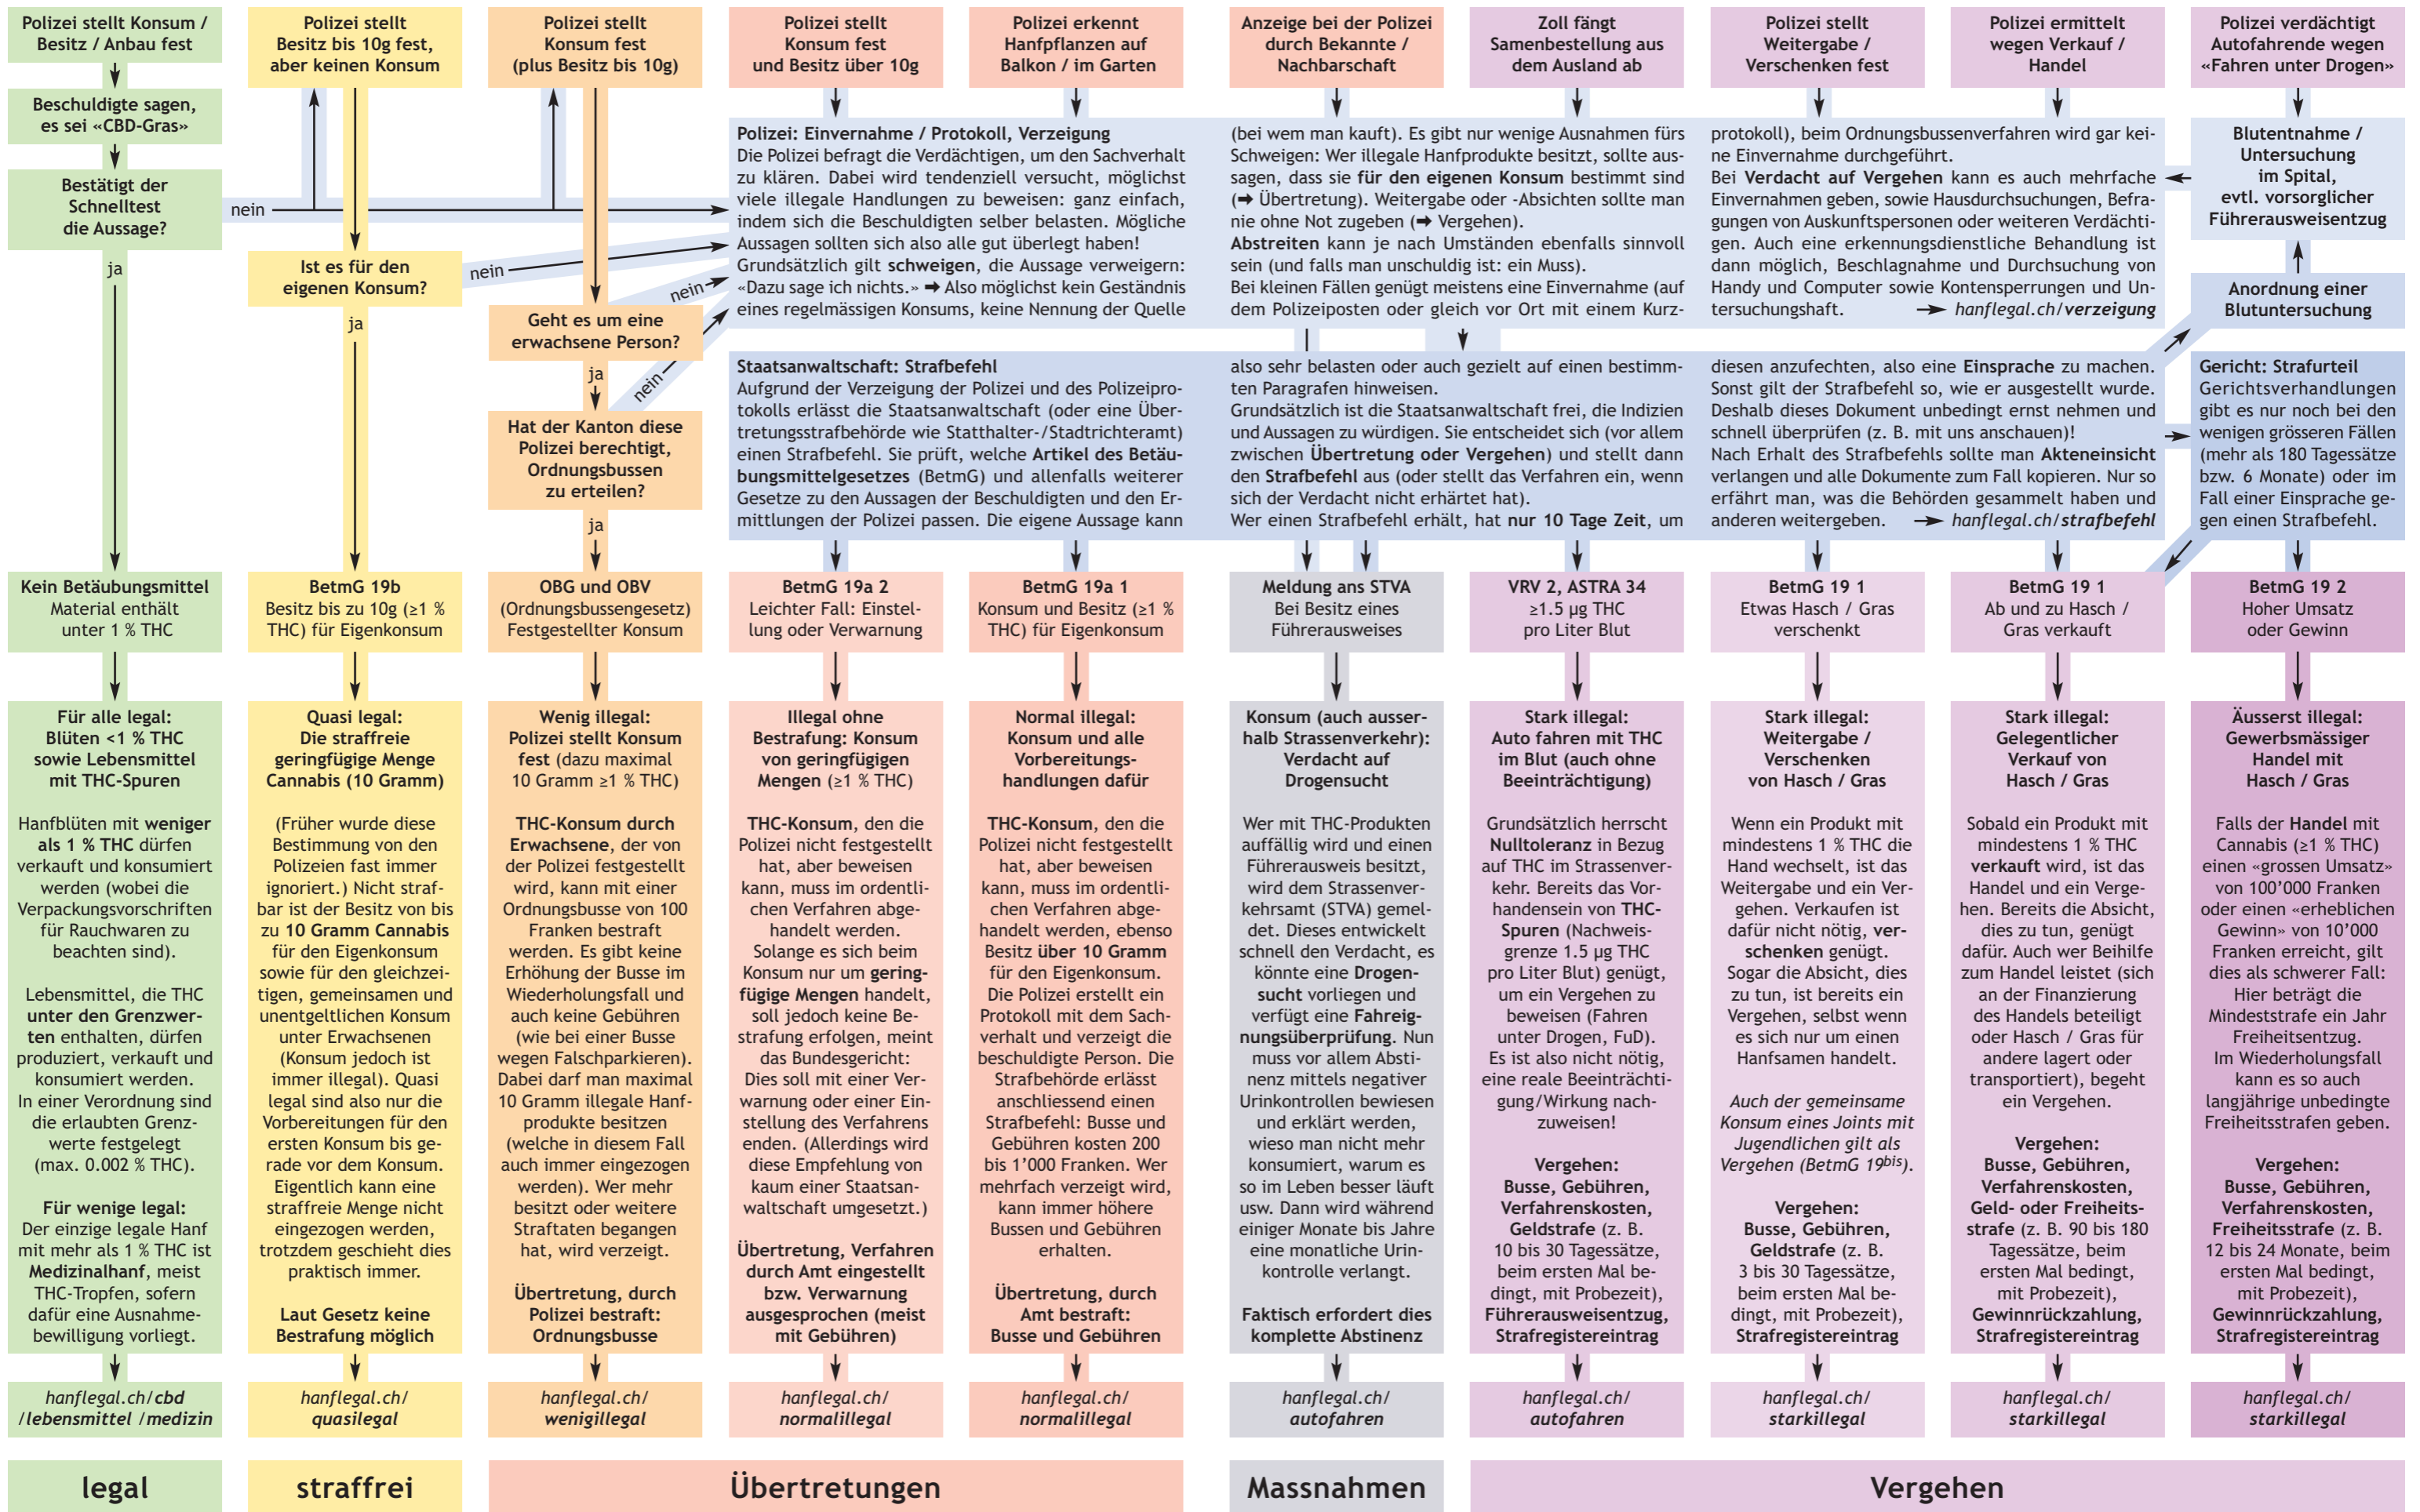 Polizei stellt Konsum /
Besitz / Anbau fest
Polizei stellt
Besitz bis 10g fest,
aber keinen Konsum
Polizei stellt
Konsum fest
(plus Besitz bis 10g)
Polizei stellt
Konsum fest
und Besitz über 10g
Polizei erkennt
Hanfpflanzen auf
Balkon / im Garten
Anzeige bei der Polizei
durch Bekannte /
Nachbarschaft
Zoll fängt
Samenbestellung aus
dem Ausland ab
Polizei stellt
Weitergabe /
Verschenken fest
Polizei ermittelt
wegen Verkauf /
Handel
Polizei verdächtigt
Autofahrende wegen
«Fahren unter Drogen»
Beschuldigte sagen,
es sei «CBD-Gras»
Bestätigt der
Schnelltest
die Aussage?
nein
ja
Ist es für den
eigenen Konsum?
nein
ja
Geht es um eine
erwachsene Person?
nein
ja
Hat der Kanton diese
Polizei berechtigt,
Ordnungsbussen
zu erteilen?
nein
ja
Polizei: Einvernahme / Protokoll, Verzeigung
Die Polizei befragt die Verdächtigen, um den Sachverhalt
zu klären. Dabei wird tendenziell versucht, möglichst
viele illegale Handlungen zu beweisen: ganz einfach,
indem sich die Beschuldigten selber belasten. Mögliche
Aussagen sollten sich also alle gut überlegt haben!
Grundsätzlich gilt schweigen, die Aussage verweigern:
«Dazu sage ich nichts.» ➡ Also möglichst kein Geständnis
eines regelmässigen Konsums, keine Nennung der Quelle
(bei wem man kauft). Es gibt nur wenige Ausnahmen fürs
Schweigen: Wer illegale Hanfprodukte besitzt, sollte aus-
sagen, dass sie für den eigenen Konsum bestimmt sind
(➡ Übertretung). Weitergabe oder -Absichten sollte man
nie ohne Not zugeben (➡ Vergehen).
Abstreiten kann je nach Umständen ebenfalls sinnvoll
sein (und falls man unschuldig ist: ein Muss).
Bei kleinen Fällen genügt meistens eine Einvernahme (auf
dem Polizeiposten oder gleich vor Ort mit einem Kurz-
protokoll), beim Ordnungsbussenverfahren wird gar kei-
ne Einvernahme durchgeführt.
Bei Verdacht auf Vergehen kann es auch mehrfache
Einvernahmen geben, sowie Hausdurchsuchungen, Befra-
gungen von Auskunftspersonen oder weiteren Verdächti-
gen. Auch eine erkennungsdienstliche Behandlung ist
dann möglich, Beschlagnahme und Durchsuchung von
Handy und Computer sowie Kontensperrungen und Un-
tersuchungshaft. → hanflegal.ch/verzeigung
Blutentnahme /
Untersuchung
im Spital,
evtl. vorsorglicher
Führerausweisentzug
Anordnung einer
Blutuntersuchung
Staatsanwaltschaft: Strafbefehl
Aufgrund der Verzeigung der Polizei und des Polizeipro-
tokolls erlässt die Staatsanwaltschaft (oder eine Über-
tretungsstrafbehörde wie Statthalter-/Stadtrichteramt)
einen Strafbefehl. Sie prüft, welche Artikel des Betäu-
bungsmittelgesetzes (BetmG) und allenfalls weiterer
Gesetze zu den Aussagen der Beschuldigten und den Er-
mittlungen der Polizei passen. Die eigene Aussage kann
also sehr belasten oder auch gezielt auf einen bestimm-
ten Paragrafen hinweisen.
Grundsätzlich ist die Staatsanwaltschaft frei, die Indizien
und Aussagen zu würdigen. Sie entscheidet sich (vor allem
zwischen Übertretung oder Vergehen) und stellt dann
den Strafbefehl aus (oder stellt das Verfahren ein, wenn
sich der Verdacht nicht erhärtet hat).
Wer einen Strafbefehl erhält, hat nur 10 Tage Zeit, um
diesen anzufechten, also eine Einsprache zu machen.
Sonst gilt der Strafbefehl so, wie er ausgestellt wurde.
Deshalb dieses Dokument unbedingt ernst nehmen und
schnell überprüfen (z. B. mit uns anschauen)!
Nach Erhalt des Strafbefehls sollte man Akteneinsicht
verlangen und alle Dokumente zum Fall kopieren. Nur so
erfährt man, was die Behörden gesammelt haben und
anderen weitergeben. → hanflegal.ch/strafbefehl
Gericht: Strafurteil
Gerichtsverhandlungen
gibt es nur noch bei den
wenigen grösseren Fällen
(mehr als 180 Tagessätze
bzw. 6 Monate) oder im
Fall einer Einsprache ge-
gen einen Strafbefehl.
Kein Betäubungsmittel
Material enthält
unter 1 % THC
BetmG 19b
Besitz bis zu 10g (≥1 %
THC) für Eigenkonsum
OBG und OBV
(Ordnungsbussengesetz)
Festgestellter Konsum
BetmG 19a 2
Leichter Fall: Einstel-
lung oder Verwarnung
BetmG 19a 1
Konsum und Besitz (≥1 %
THC) für Eigenkonsum
Meldung ans STVA
Bei Besitz eines
Führerausweises
VRV 2, ASTRA 34
≥1.5 µg THC
pro Liter Blut
BetmG 19 1
Etwas Hasch / Gras
verschenkt
BetmG 19 1
Ab und zu Hasch /
Gras verkauft
BetmG 19 2
Hoher Umsatz
oder Gewinn
Für alle legal:
Blüten <1 % THC
sowie Lebensmittel
mit THC-Spuren
Hanfblüten mit weniger
als 1 % THC dürfen
verkauft und konsumiert
werden (wobei die
Verpackungsvorschriften
für Rauchwaren zu
beachten sind).
Lebensmittel, die THC
unter den Grenzwer-
ten enthalten, dürfen
produziert, verkauft und
konsumiert werden.
In einer Verordnung sind
die erlaubten Grenz-
werte festgelegt
(max. 0.002 % THC).
Für wenige legal:
Der einzige legale Hanf
mit mehr als 1 % THC ist
Medizinalhanf, meist
THC-Tropfen, sofern
dafür eine Ausnahme-
bewilligung vorliegt.
Quasi legal:
Die straffreie
geringfügige Menge
Cannabis (10 Gramm)
(Früher wurde diese
Bestimmung von den
Polizeien fast immer
ignoriert.) Nicht straf-
bar ist der Besitz von bis
zu 10 Gramm Cannabis
für den Eigenkonsum
sowie für den gleichzei-
tigen, gemeinsamen und
unentgeltlichen Konsum
unter Erwachsenen
(Konsum jedoch ist
immer illegal). Quasi
legal sind also nur die
Vorbereitungen für den
ersten Konsum bis ge-
rade vor dem Konsum.
Eigentlich kann eine
straffreie Menge nicht
eingezogen werden,
trotzdem geschieht dies
praktisch immer.
Laut Gesetz keine
Bestrafung möglich
Wenig illegal:
Polizei stellt Konsum
fest (dazu maximal
10 Gramm ≥1 % THC)
THC-Konsum durch
Erwachsene, der von
der Polizei festgestellt
wird, kann mit einer
Ordnungsbusse von 100
Franken bestraft
werden. Es gibt keine
Erhöhung der Busse im
Wiederholungsfall und
auch keine Gebühren
(wie bei einer Busse
wegen Falschparkieren).
Dabei darf man maximal
10 Gramm illegale Hanf-
produkte besitzen
(welche in diesem Fall
auch immer eingezogen
werden). Wer mehr
besitzt oder weitere
Straftaten begangen
hat, wird verzeigt.
Übertretung, durch
Polizei bestraft:
Ordnungsbusse
Illegal ohne
Bestrafung: Konsum
von geringfügigen
Mengen (≥1 % THC)
THC-Konsum, den die
Polizei nicht festgestellt
hat, aber beweisen
kann, muss im ordentli-
chen Verfahren abge-
handelt werden.
Solange es sich beim
Konsum nur um gering-
fügige Mengen handelt,
soll jedoch keine Be-
strafung erfolgen, meint
das Bundesgericht:
Dies soll mit einer Ver-
warnung oder einer Ein-
stellung des Verfahrens
enden. (Allerdings wird
diese Empfehlung von
kaum einer Staatsan-
waltschaft umgesetzt.)
Übertretung, Verfahren
durch Amt eingestellt
bzw. Verwarnung
ausgesprochen (meist
mit Gebühren)
Normal illegal:
Konsum und alle
Vorbereitungs-
handlungen dafür
THC-Konsum, den die
Polizei nicht festgestellt
hat, aber beweisen
kann, muss im ordentli-
chen Verfahren abge-
handelt werden, ebenso
Besitz über 10 Gramm
für den Eigenkonsum.
Die Polizei erstellt ein
Protokoll mit dem Sach-
verhalt und verzeigt die
beschuldigte Person. Die
Strafbehörde erlässt
anschliessend einen
Strafbefehl: Busse und
Gebühren kosten 200
bis 1'000 Franken. Wer
mehrfach verzeigt wird,
kann immer höhere
Bussen und Gebühren
erhalten.
Übertretung, durch
Amt bestraft:
Busse und Gebühren
Konsum (auch ausser-
halb Strassenverkehr):
Verdacht auf
Drogensucht
Wer mit THC-Produkten
auffällig wird und einen
Führerausweis besitzt,
wird dem Strassenver-
kehrsamt (STVA) gemel-
det. Dieses entwickelt
schnell den Verdacht, es
könnte eine Drogen-
sucht vorliegen und
verfügt eine Fahreig-
nungsüberprüfung. Nun
muss vor allem Absti-
nenz mittels negativer
Urinkontrollen bewiesen
und erklärt werden,
wieso man nicht mehr
konsumiert, warum es
so im Leben besser läuft
usw. Dann wird während
einiger Monate bis Jahre
eine monatliche Urin-
kontrolle verlangt.
Faktisch erfordert dies
komplette Abstinenz
Stark illegal:
Auto fahren mit THC
im Blut (auch ohne
Beeinträchtigung)
Grundsätzlich herrscht
Nulltoleranz in Bezug
auf THC im Strassenver-
kehr. Bereits das Vor-
handensein von THC-
Spuren (Nachweis-
grenze 1.5 µg THC
pro Liter Blut) genügt,
um ein Vergehen zu
beweisen (Fahren
unter Drogen, FuD).
Es ist also nicht nötig,
eine reale Beeinträchti-
gung/Wirkung nach-
zuweisen!
Vergehen:
Busse, Gebühren,
Verfahrenskosten,
Geldstrafe (z. B.
10 bis 30 Tagessätze,
beim ersten Mal be-
dingt, mit Probezeit),
Führerausweisentzug,
Strafregistereintrag
Stark illegal:
Weitergabe /
Verschenken
von Hasch / Gras
Wenn ein Produkt mit
mindestens 1 % THC die
Hand wechselt, ist das
Weitergabe und ein Ver-
gehen. Verkaufen ist
dafür nicht nötig, ver-
schenken genügt.
Sogar die Absicht, dies
zu tun, ist bereits ein
Vergehen, selbst wenn
es sich nur um einen
Hanfsamen handelt.
Auch der gemeinsame
Konsum eines Joints mit
Jugendlichen gilt als
Vergehen (BetmG 19bis).
Vergehen:
Busse, Gebühren,
Geldstrafe (z. B.
3 bis 30 Tagessätze,
beim ersten Mal be-
dingt, mit Probezeit),
Strafregistereintrag
Stark illegal:
Gelegentlicher
Verkauf von
Hasch / Gras
Sobald ein Produkt mit
mindestens 1 % THC
verkauft wird, ist das
Handel und ein Verge-
hen. Bereits die Absicht,
dies zu tun, genügt
dafür. Auch wer Beihilfe
zum Handel leistet (sich
an der Finanzierung
des Handels beteiligt
oder Hasch / Gras für
andere lagert oder
transportiert), begeht
ein Vergehen.
Vergehen:
Busse, Gebühren,
Verfahrenskosten,
Geld- oder Freiheits-
strafe (z. B. 90 bis 180
Tagessätze, beim
ersten Mal bedingt,
mit Probezeit),
Gewinnrückzahlung,
Strafregistereintrag
Äusserst illegal:
Gewerbsmässiger
Handel mit
Hasch / Gras
Falls der Handel mit
Cannabis (≥1 % THC)
einen «grossen Umsatz»
von 100'000 Franken
oder einen «erheblichen
Gewinn» von 10'000
Franken erreicht, gilt
dies als schwerer Fall:
Hier beträgt die
Mindeststrafe ein Jahr
Freiheitsentzug.
Im Wiederholungsfall
kann es so auch
langjährige unbedingte
Freiheitsstrafen geben.
Vergehen:
Busse, Gebühren,
Verfahrenskosten,
Freiheitsstrafe (z. B.
12 bis 24 Monate, beim
ersten Mal bedingt,
mit Probezeit),
Gewinnrückzahlung,
Strafregistereintrag
hanflegal.ch/cbd
/lebensmittel /medizin
hanflegal.ch/
quasilegal
hanflegal.ch/
wenigillegal
hanflegal.ch/
normalillegal
hanflegal.ch/
normalillegal
hanflegal.ch/
autofahren
hanflegal.ch/
autofahren
hanflegal.ch/
starkillegal
hanflegal.ch/
starkillegal
hanflegal.ch/
starkillegal
legal
straffrei
Übertretungen
Massnahmen
Vergehen